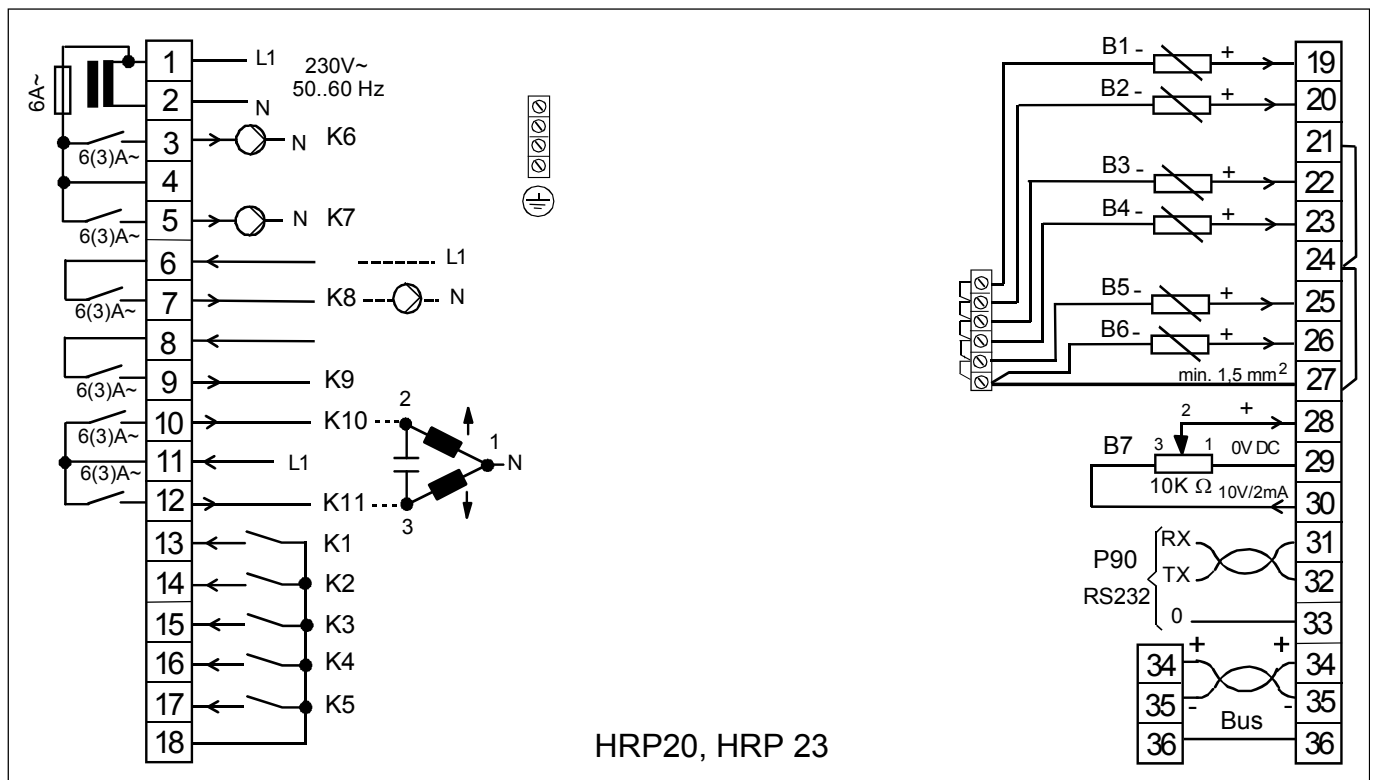 6A~
1 L1 230V~
50..60 Hz
2 N
6(3)A~ 3 N K6
4
6(3)A~ 5 N K7
6 L1
6(3)A~ 7 K8 N
8
6(3)A~ 9 K9
6(3)A~ 10 K10 2
6(3)A~ 11 L1 1 N
12 K11 3
13 K1
14 K2
15 K3
16 K4
17 K5
18
B1 - + 19
B2 - + 20
21
B3 - + 22
B4 - + 23
24
B5 - + 25
B6 - + 26
min. 1,5 mm² 27
2 + 28
B7 3 1 0V DC 29
10K Ω 10V/2mA 30
P90 RX 31
RS232 TX 32
0 33
34 + + 34
35 - - 35
Bus
36 36
HRP20, HRP 23